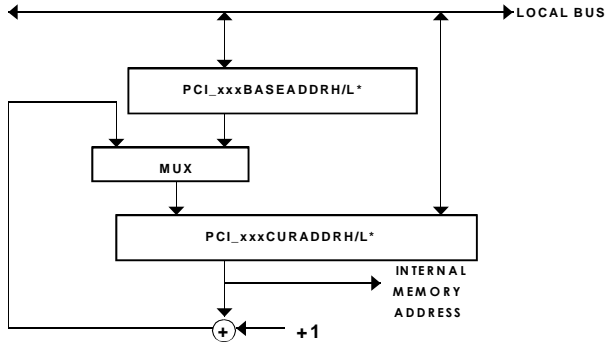 LOCAL BUS
PCI_xxxBASEADDRH/L*
MUX
PCI_xxxCURADDRH/L*
INTERNAL
MEMORY
ADDRESS
+
+1